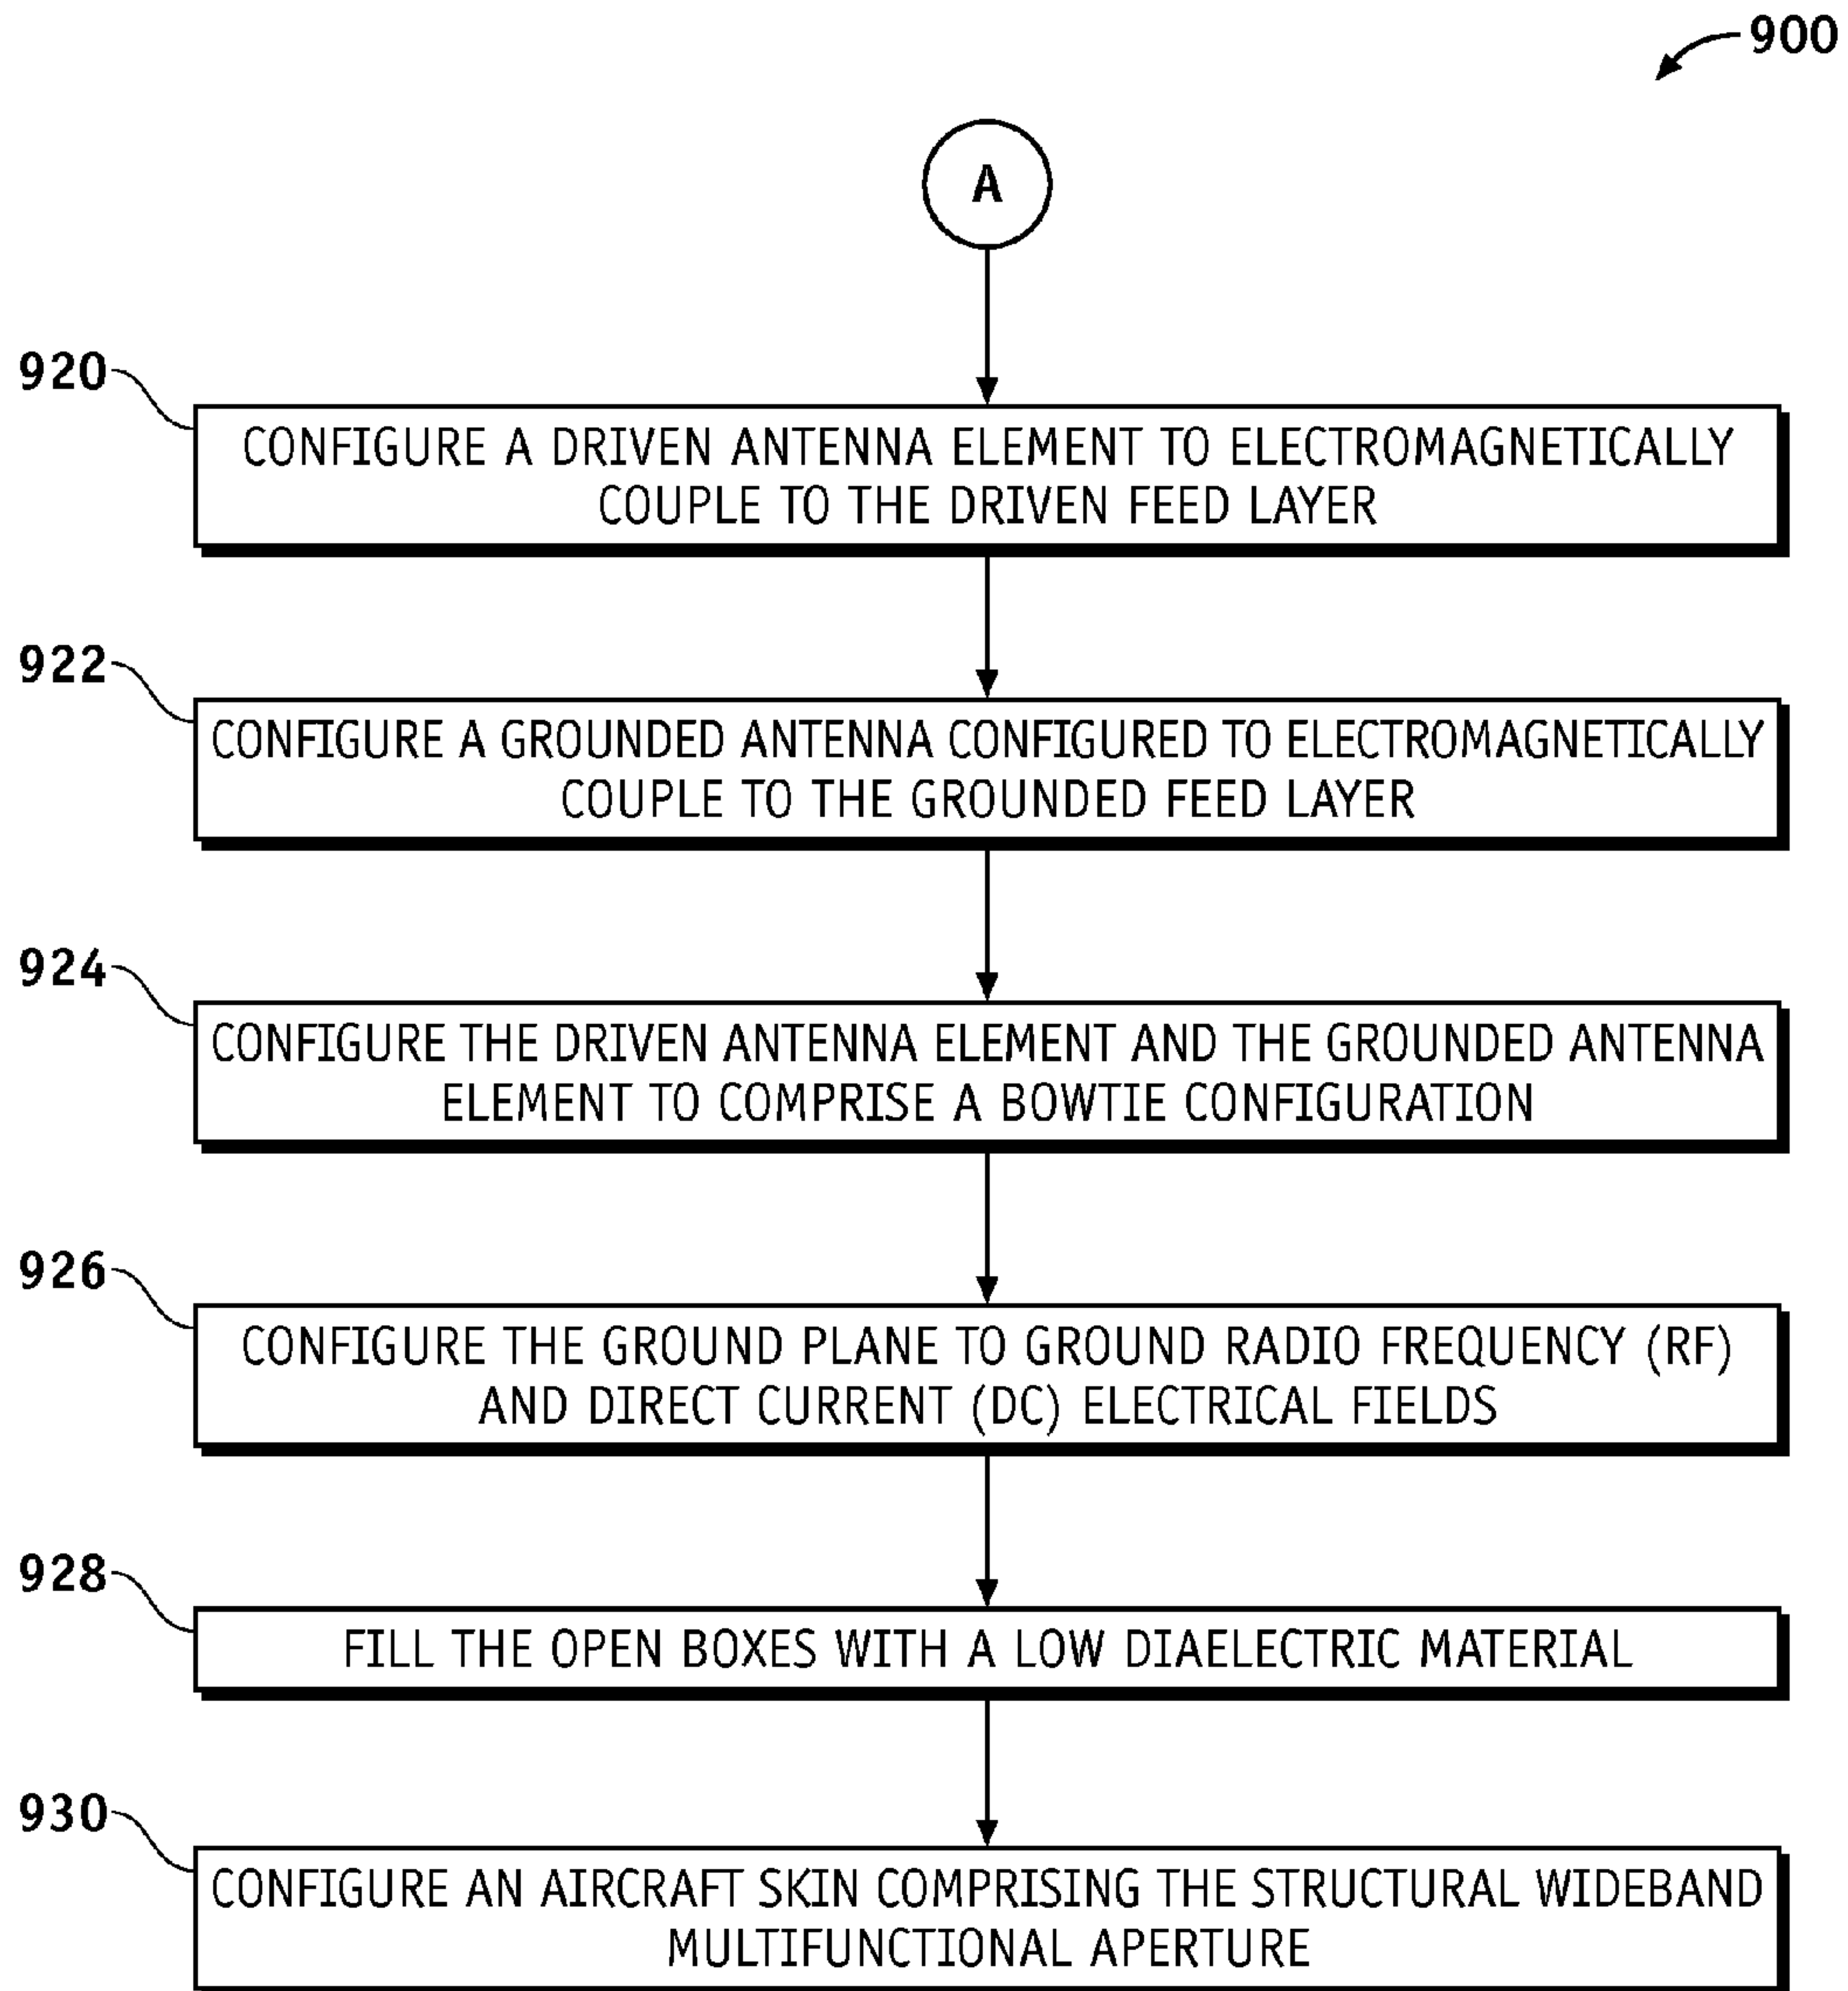 900
A
920
CONFIGURE A DRIVEN ANTENNA ELEMENT TO ELECTROMAGNETICALLY
COUPLE TO THE DRIVEN FEED LAYER
922
CONFIGURE A GROUNDED ANTENNA CONFIGURED TO ELECTROMAGNETICALLY
COUPLE TO THE GROUNDED FEED LAYER
924
CONFIGURE THE DRIVEN ANTENNA ELEMENT AND THE GROUNDED ANTENNA
ELEMENT TO COMPRISE A BOWTIE CONFIGURATION
926
CONFIGURE THE GROUND PLANE TO GROUND RADIO FREQUENCY (RF)
AND DIRECT CURRENT (DC) ELECTRICAL FIELDS
928
FILL THE OPEN BOXES WITH A LOW DIAELECTRIC MATERIAL
930
CONFIGURE AN AIRCRAFT SKIN COMPRISING THE STRUCTURAL WIDEBAND
MULTIFUNCTIONAL APERTURE